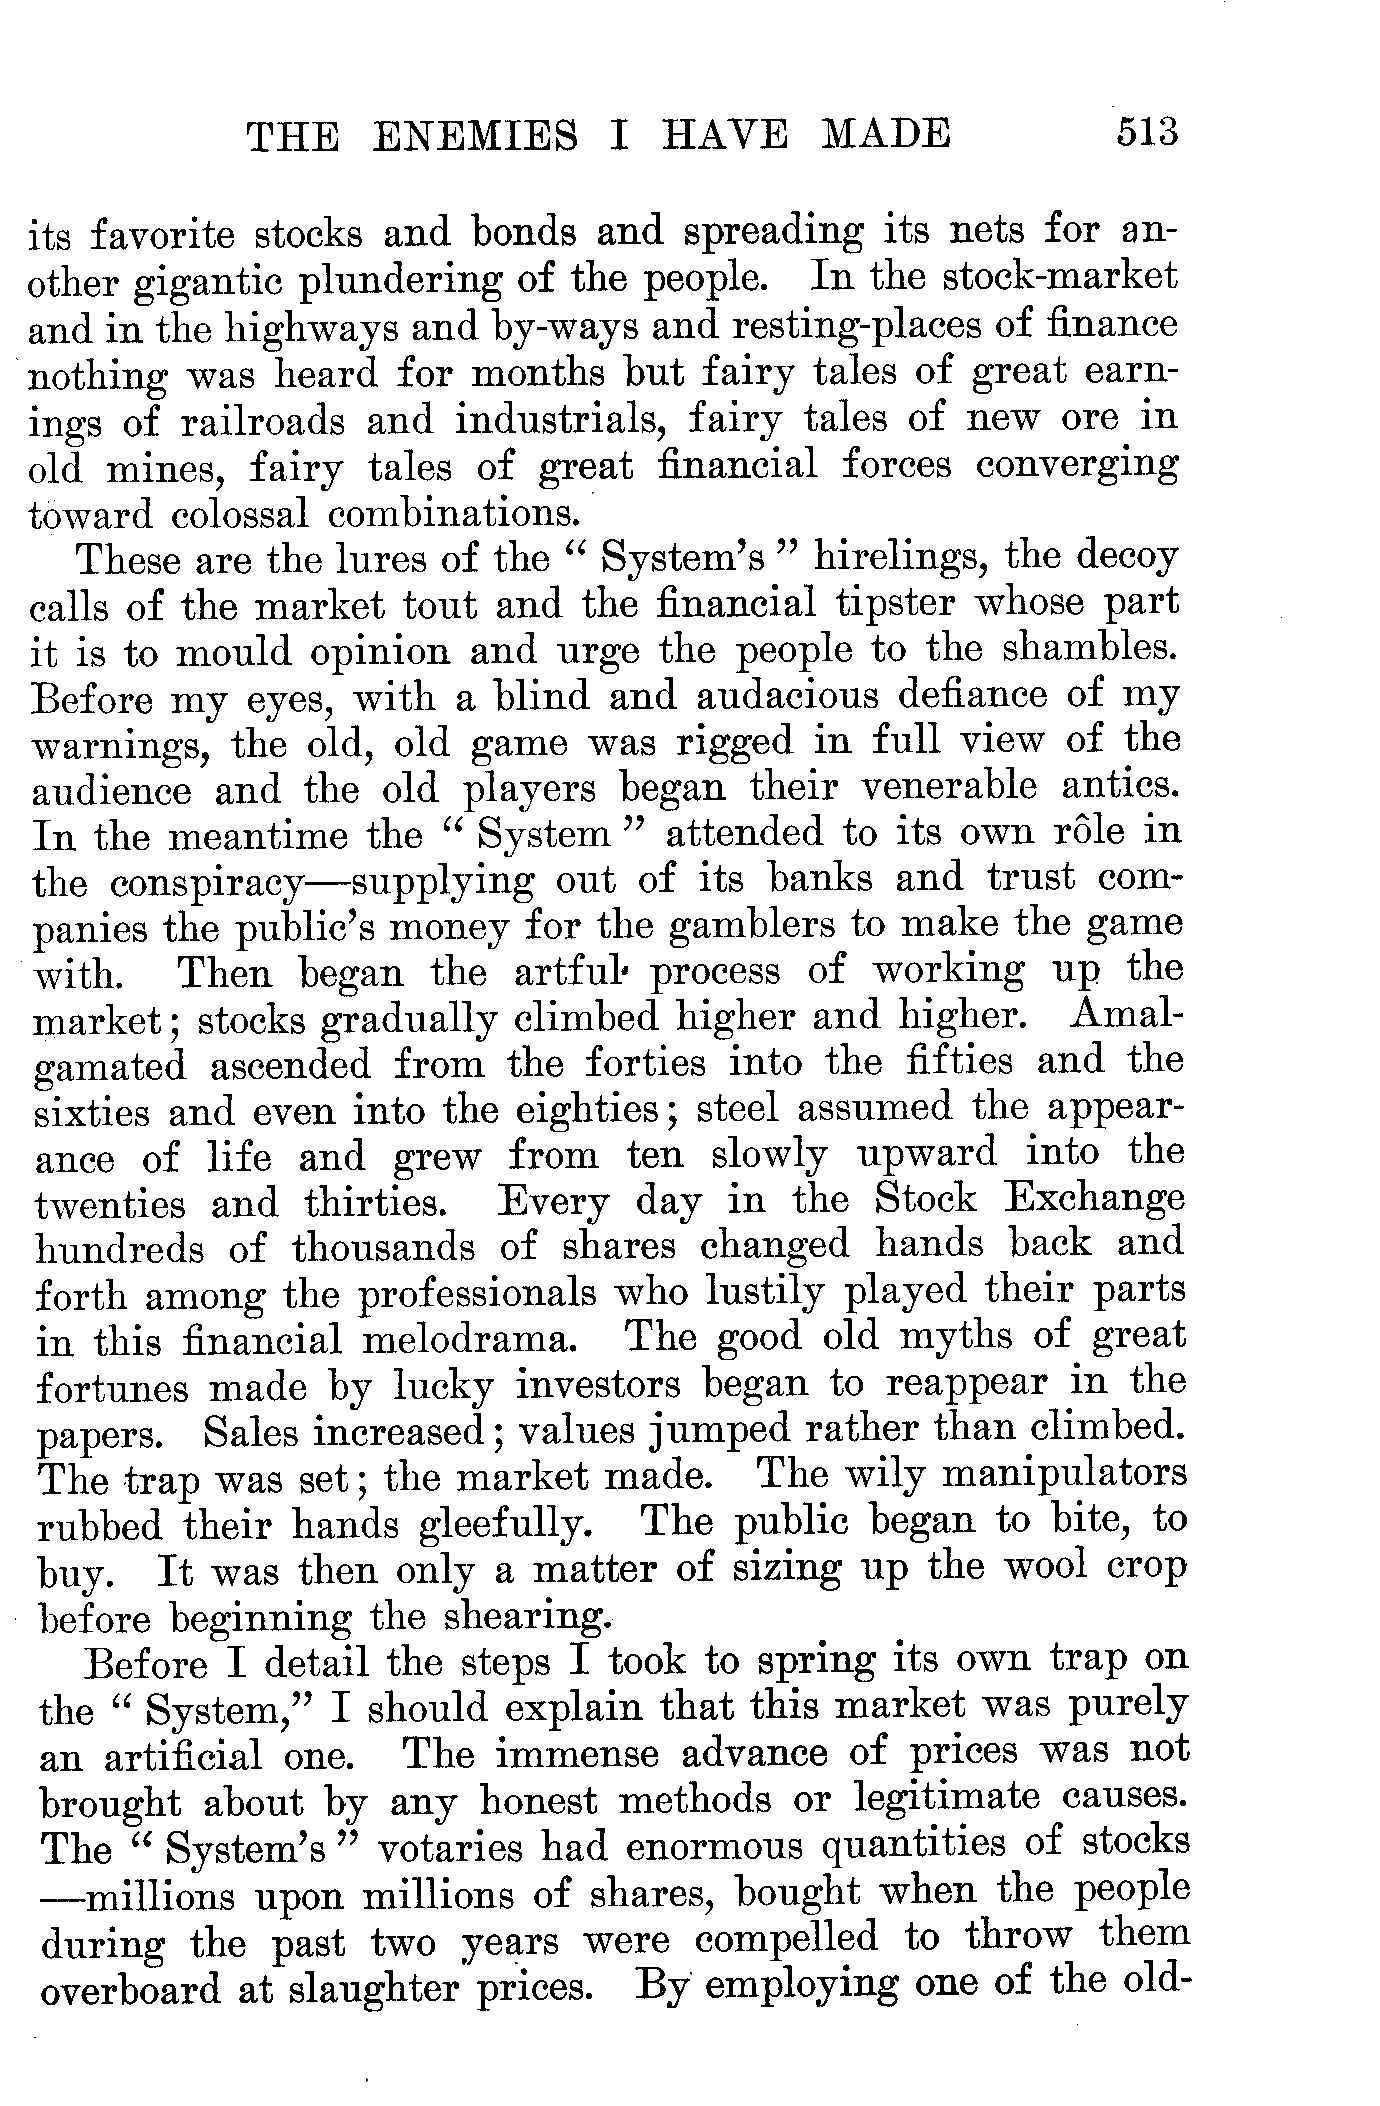 THE ENEMIES I HAVE MADE 513
its favorite stocks and bonds and spreading its nets for an-
other gigantic plundering of the people. In the stock-market
and in the highways and by-ways and resting-places of finance
nothing was heard for months but fairy tales of great earn-
ings of railroads and industrials, fairy tales of new ore in
old mines, fairy tales of great financial forces converging
toward colossal combinations.
These are the lures of the “ System’s ” hirelings, the decoy
calls of the market tout and the financial tipster whose part
it is to mould opinion and urge the people to the shambles.
Before my eyes, with a blind and audacious defiance of my
warnings, the old, old game was rigged in full view of the
audience and the old players began their venerable antics.
In the meantime the “ System ” attended to its own rôle in
the conspiracy—supplying out of its banks and trust com-
panies the public’s money for the gamblers to make the game
with. Then began the artful process of working up the
market; stocks gradually climbed higher and higher. Amal-
gamated ascended from the forties into the fifties and the
sixties and even into the eighties; steel assumed the appear-
ance of life and grew from ten slowly upward into the
twenties and thirties. Every day in the Stock Exchange
hundreds of thousands of shares changed hands back and
forth among the professionals who lustily played their parts
in this financial melodrama. The good old myths of great
fortunes made by lucky investors began to reappear in the
papers. Sales increased; values jumped rather than climbed.
The trap was set; the market made. The wily manipulators
rubbed their hands gleefully. The public began to bite, to
buy. It was then only a matter of sizing up the wool crop
before beginning the shearing.
Before I detail the steps I took to spring its own trap on
the “ System,” I should explain that this market was purely
an artificial one. The immense advance of prices was not
brought about by any honest methods or legitimate causes.
The “ System’s ” votaries had enormous quantities of stocks
—millions upon millions of shares, bought when the people
during the past two years were compelled to throw them
overboard at slaughter prices. By employing one of the old-